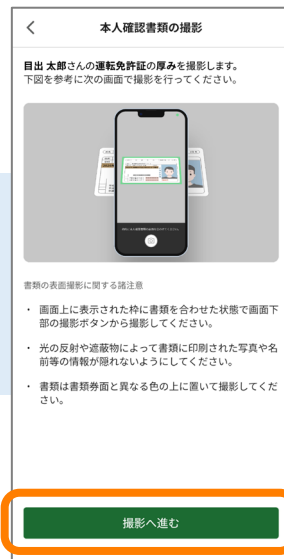 本人確認書類の撮影
目出 太郎さんの運転免許証の厚みを撮影します。
下図を参考に次の画面で撮影を行ってください。
書類の表面撮影に関する諸注意
・ 画面上に表示された枠に書類を合わせた状態で画面下
部の撮影ボタンから撮影してください。
・ 光の反射や遮蔽物によって書類に印刷された写真や名
前等の情報が隠れないようにしてください。
・ 書類は書類券面と異なる色の上に置いて撮影してくだ
さい。
撮影へ進む